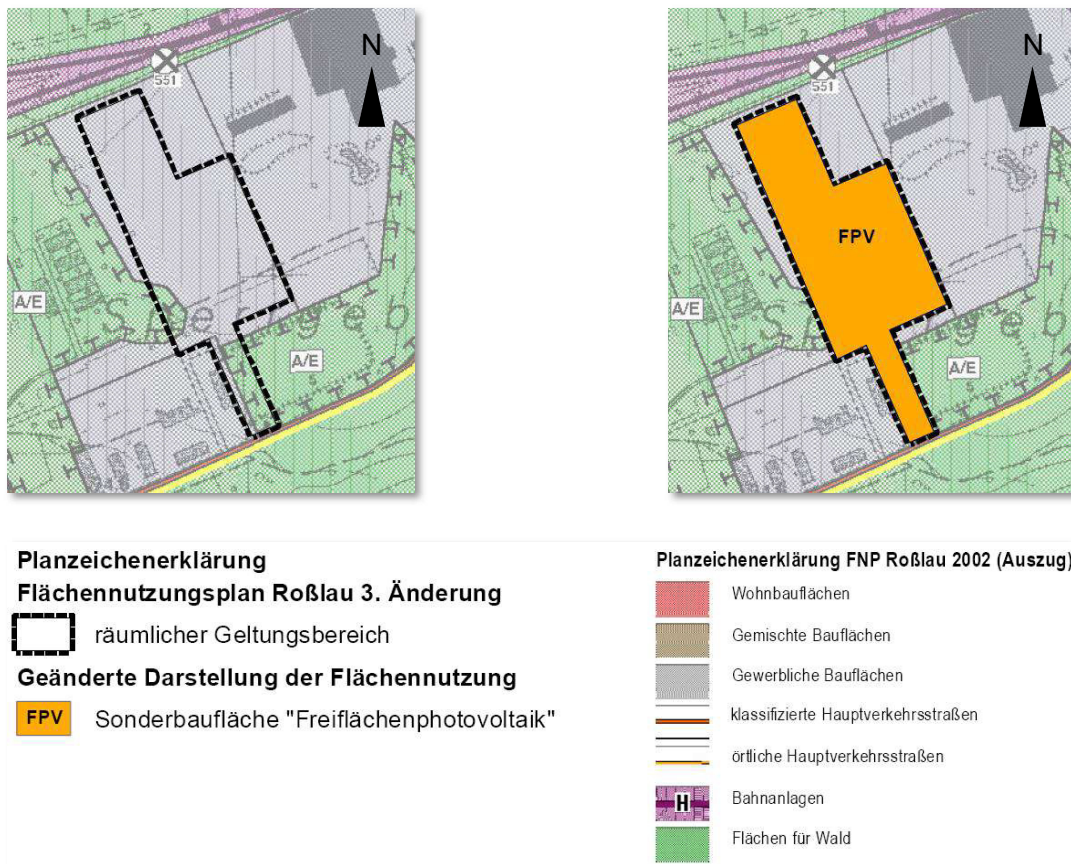 N
551
A/E
A/E
N
551
FPV
A/E
A/E
Planzeichenerklärung
Flächennutzungsplan Roßlau 3. Änderung
räumlicher Geltungsbereich
Geänderte Darstellung der Flächennutzung
FPV Sonderbaufläche "Freiflächenphotovoltaik"
Planzeichenerklärung FNP Roßlau 2002 (Auszug)
Wohnbauflächen
Gemischte Bauflächen
Gewerbliche Bauflächen
klassifizierte Hauptverkehrsstraßen
örtliche Hauptverkehrsstraßen
H Bahnanlagen
Flächen für Wald